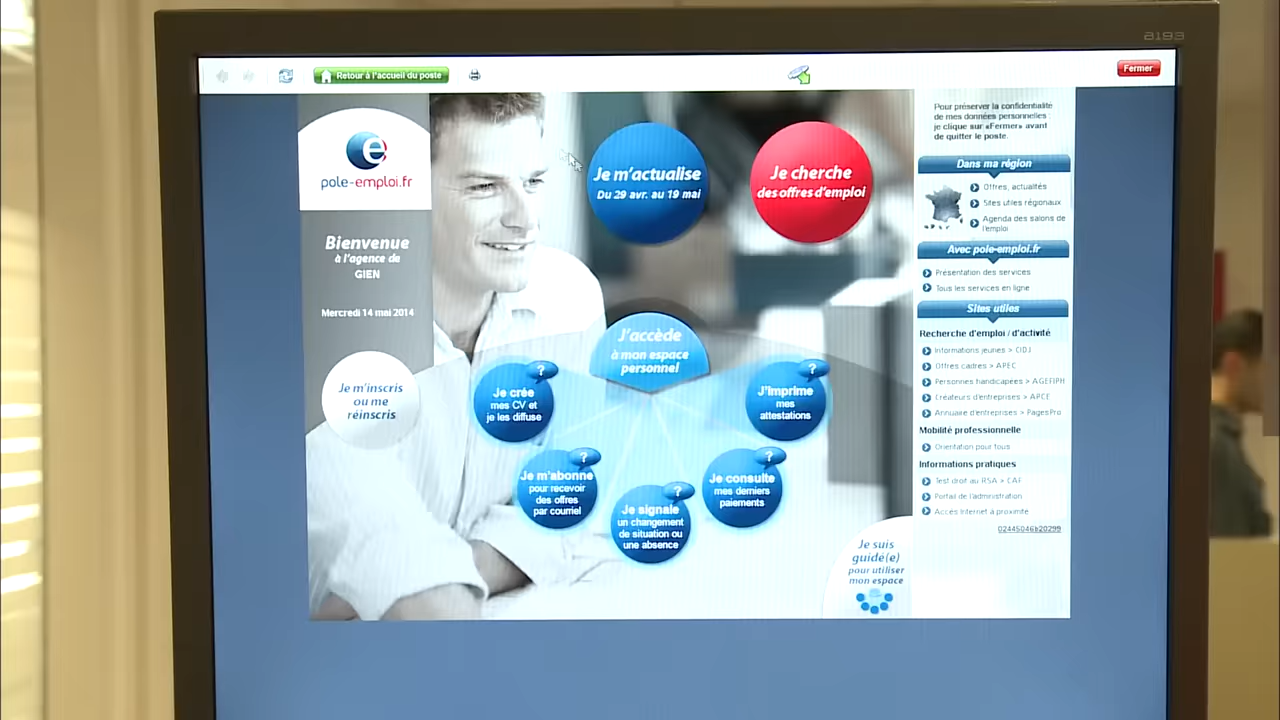 a193
Retour à l'accueil du poste
Fermer
e
pole-emploi.fr
Bienvenue
à l'agence de
GIEN
Mercredi 14 mai 2014
Je m'inscris
ou me
réinscris
Je m'actualise
Du 29 avr. au 19 mai
Je cherche
des offres d'emploi
J'accède
à mon espace
personnel
?
Je crée
mes CV et
je les diffuse
?
J'imprime
mes
attestations
?
Je m'abonne
pour recevoir
des offres
par courriel
?
Je signale
un changement
de situation ou
une absence
?
Je consulte
mes derniers
paiements
Je suis
guidé(e)
pour utiliser
mon espace
Pour préserver la confidentialité
de mes données personnelles :
je clique sur «Fermer» avant
de quitter le poste.
Dans ma région
Offres, actualités
Sites utiles régionaux
Agenda des salons de
l'emploi
Avec pole-emploi.fr
Présentation des services
Tous les services en ligne
Sites utiles
Recherche d'emploi / d'activité
Informations jeunes > CIDJ
Offres cadres > APEC
Personnes handicapées > AGEFIPH
Créateurs d'entreprises > APCE
Annuaire d'entreprises > PagesPro
Mobilité professionnelle
Orientation pour tous
Informations pratiques
Test droit au RSA > CAF
Portail de l'administration
Accès Internet à proximité